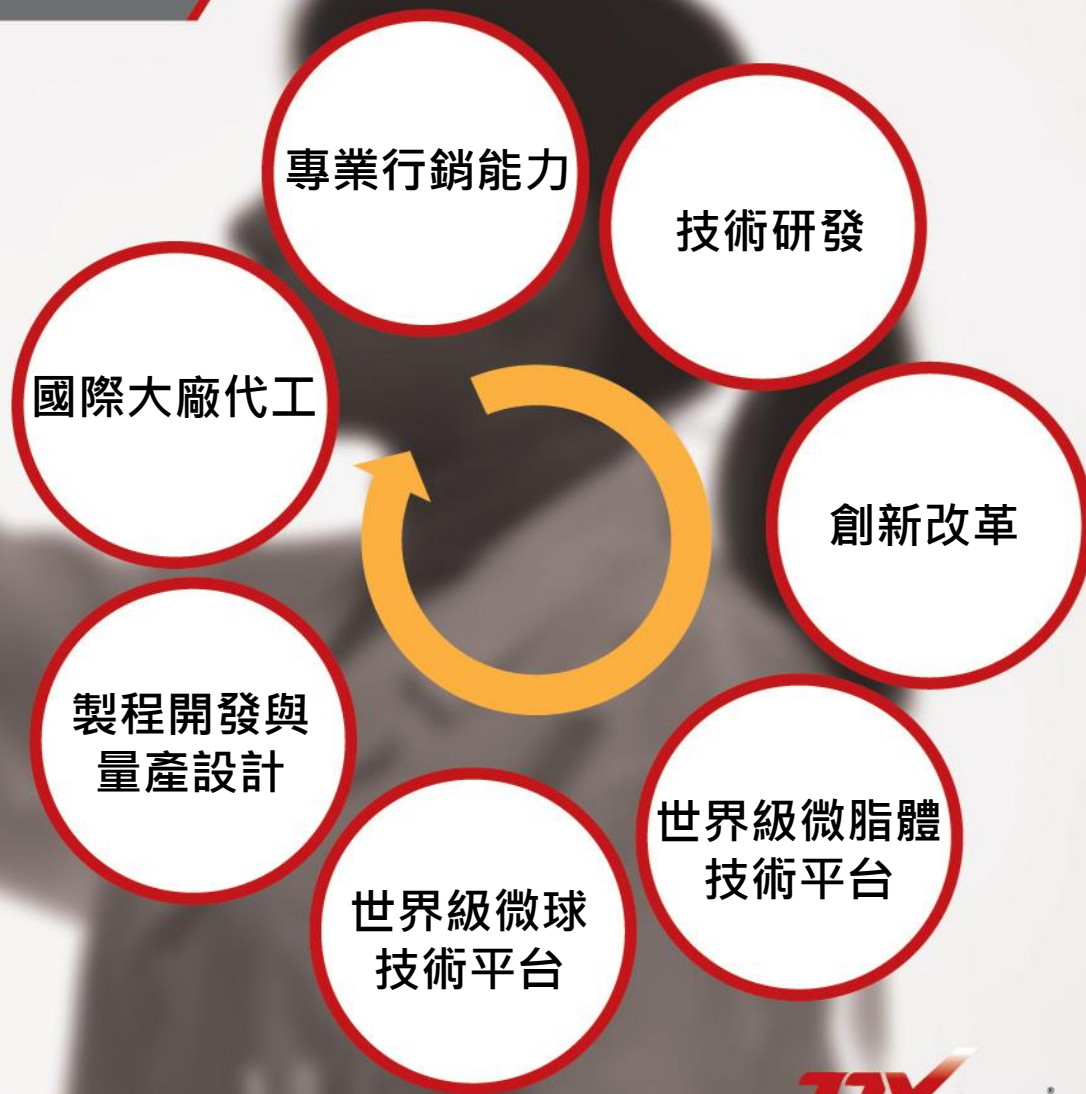 專業行銷能力
技術研發
創新改革
世界級微脂體
技術平台
世界級微球
技術平台
製程開發與
量產設計
國際大廠代工